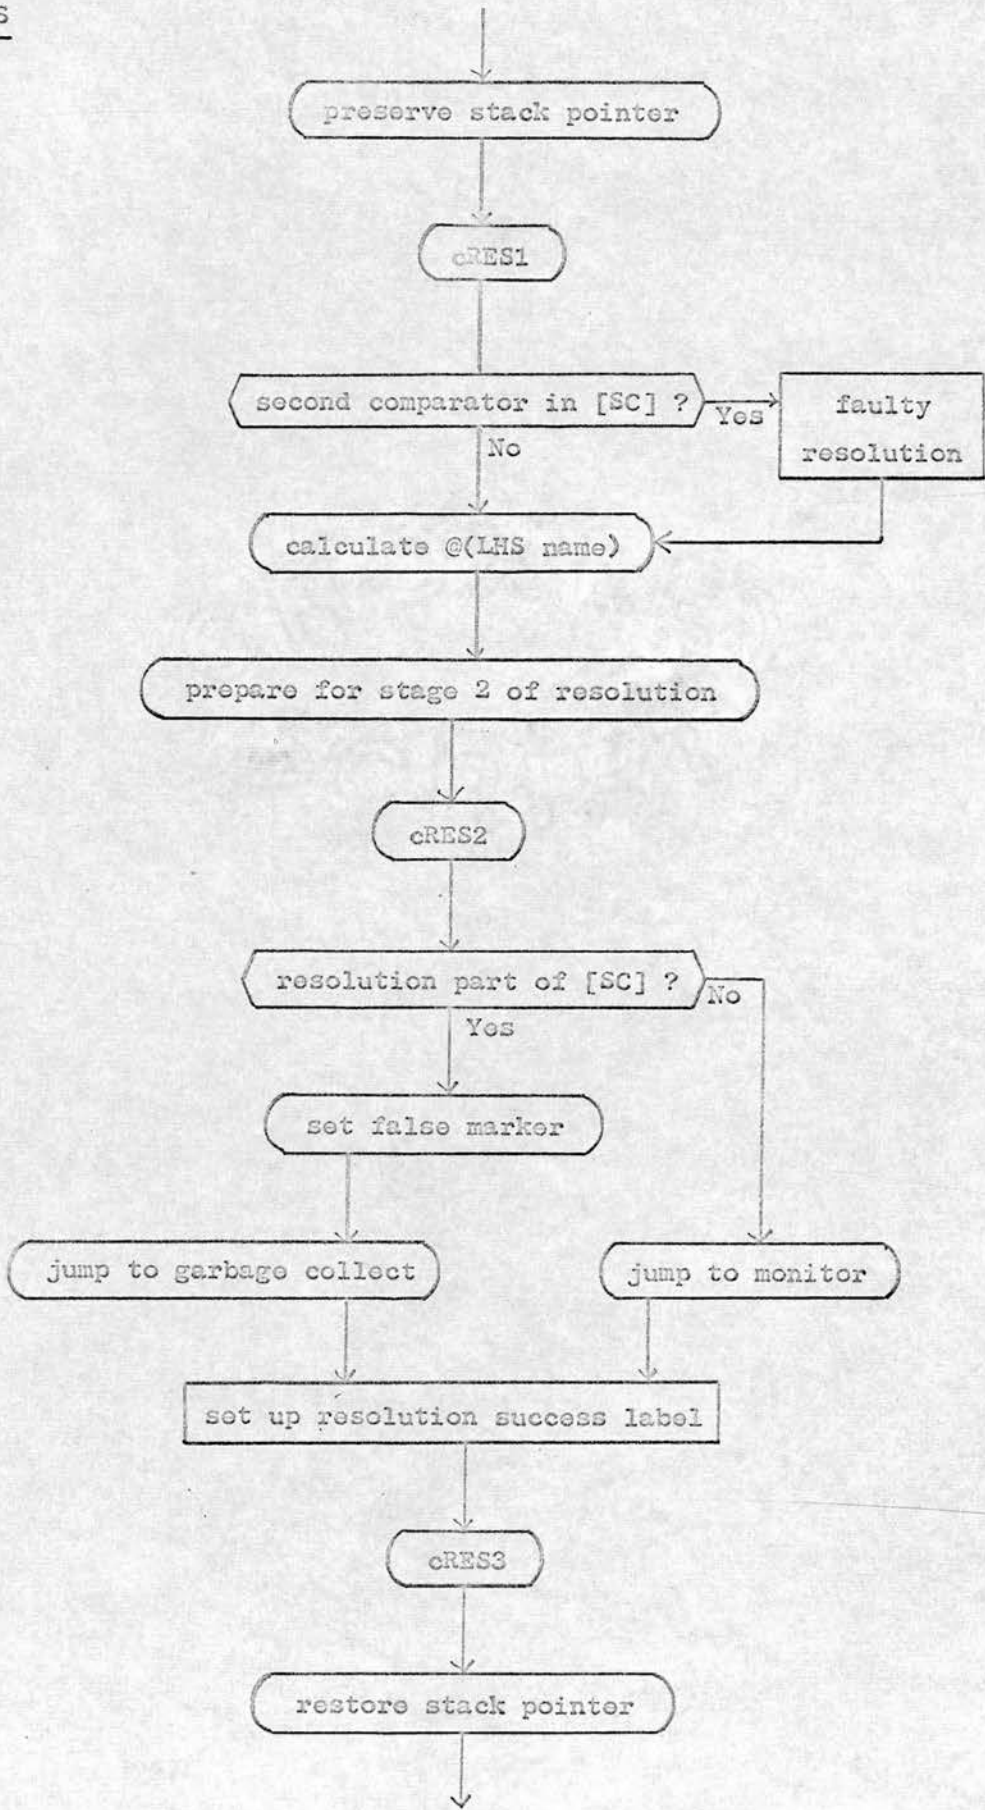 S
preserve stack pointer
cRES1
second comparator in [SC] ?
Yes
faulty
resolution
No
calculate @(LHS name)
prepare for stage 2 of resolution
cRES2
resolution part of [SC] ?
No
Yes
set false marker
jump to garbage collect
jump to monitor
set up resolution success label
cRES3
restore stack pointer